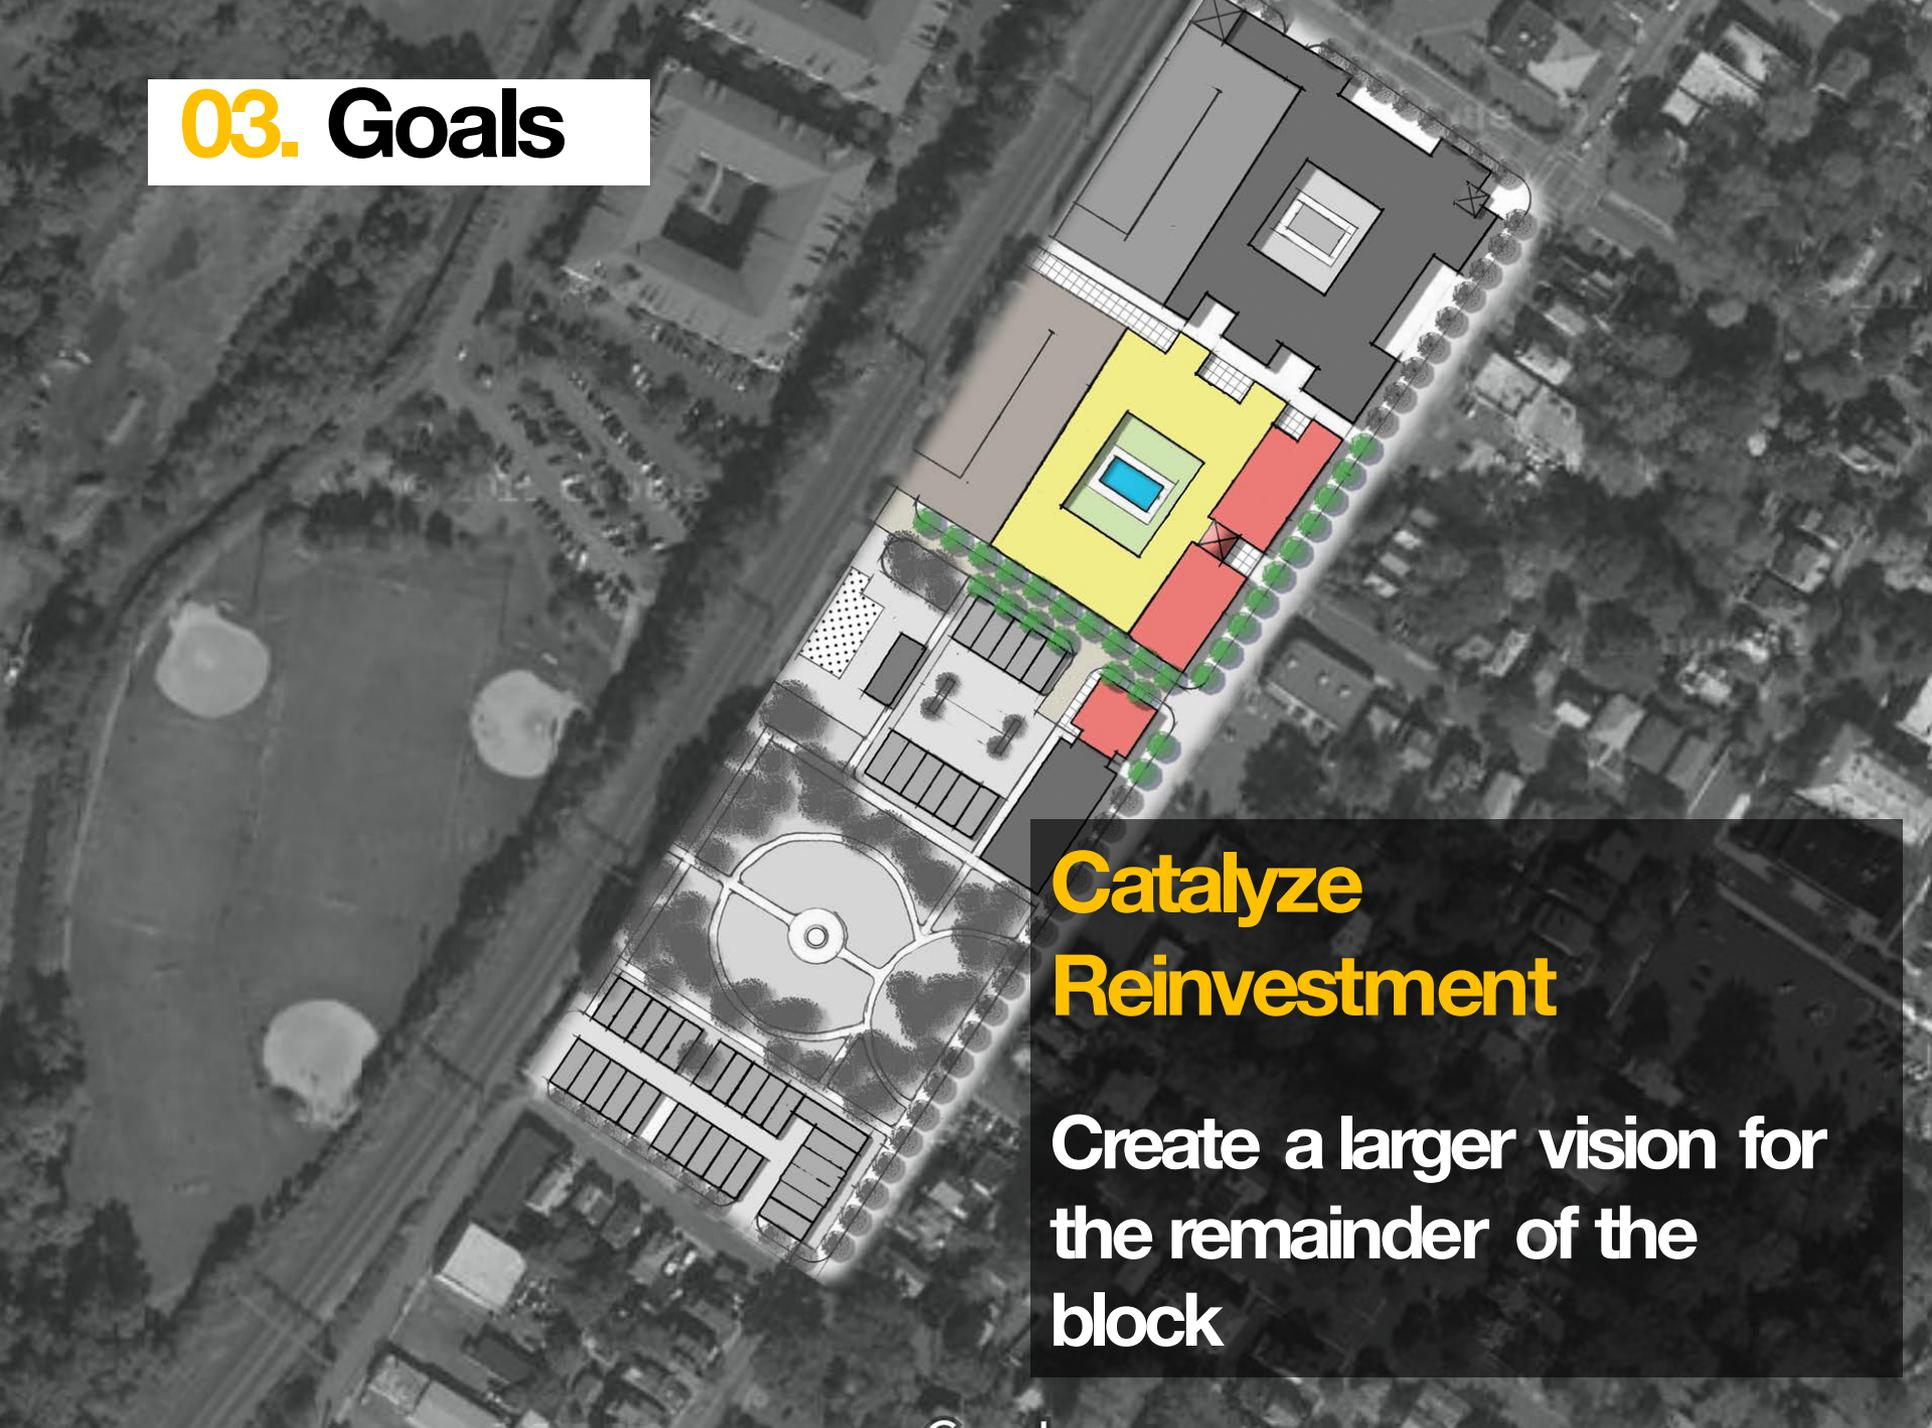 03. Goals
Catalyze
Reinvestment
Create a larger vision for
the remainder of the
block